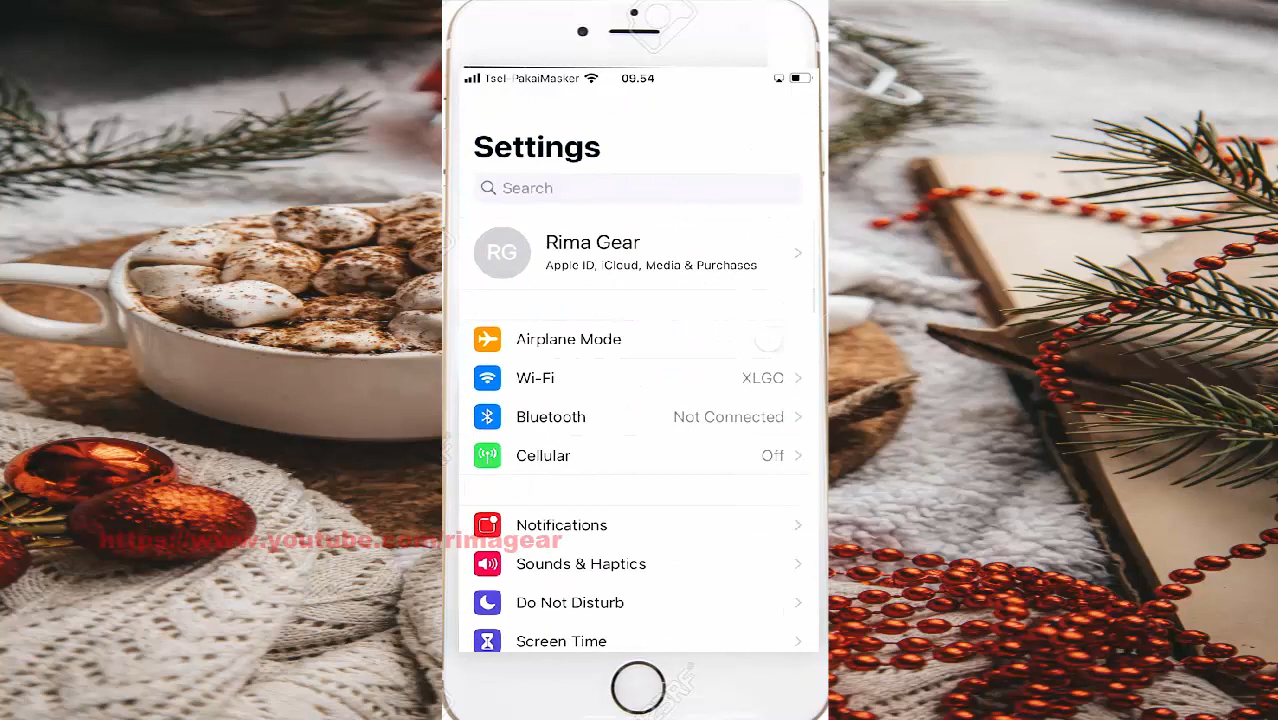 Tsel-PakaiMasker 09.54
Settings
Search
RG
Rima Gear
Apple ID, iCloud, Media & Purchases
Airplane Mode
Wi-Fi XLGO
Bluetooth Not Connected
Cellular Off
Notifications
https://www.youtube.com/rimagear
Sounds & Haptics
Do Not Disturb
Screen Time